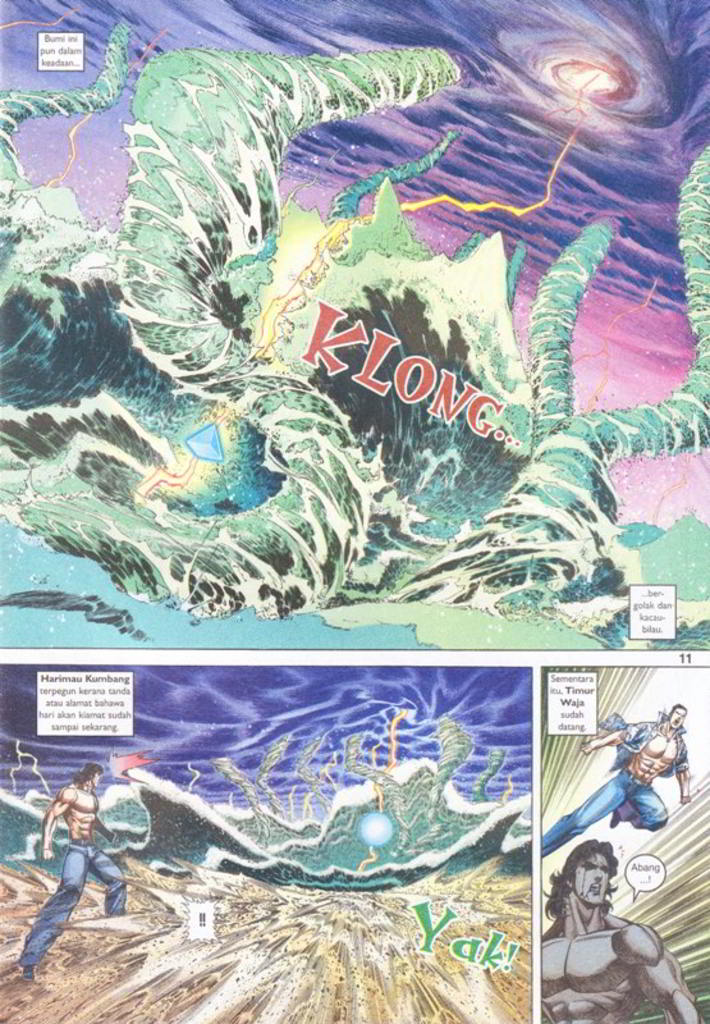 Bumi ini
pun dalam
keadaan...
KLONG...
...ber-
golak dan
kacau-
bilau.
11
Harimau Kumbang
terpegun kerana tanda
atau alamat bahawa
hari akan kiamat sudah
sampai sekarang.
!!
Yak!
Sementara
itu, Timur
Waja
sudah
datang.
Abang
...!